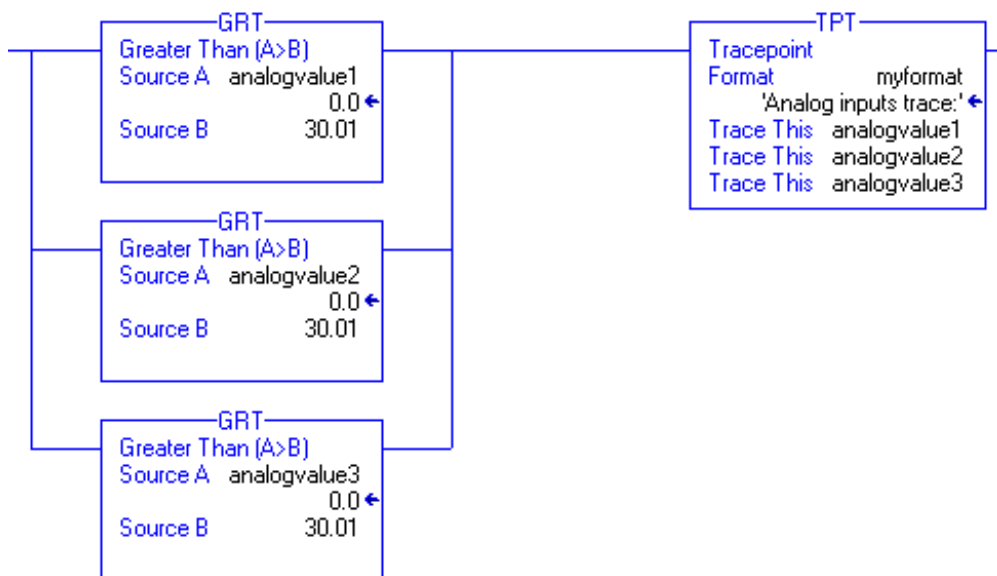 GRT
Greater Than (A>B)
Source A analogvalue1
0.0
Source B 30.01
TPT
Tracepoint
Format myformat
'Analog inputs trace:'
Trace This analogvalue1
Trace This analogvalue2
Trace This analogvalue3
GRT
Greater Than (A>B)
Source A analogvalue2
0.0
Source B 30.01
GRT
Greater Than (A>B)
Source A analogvalue3
0.0
Source B 30.01